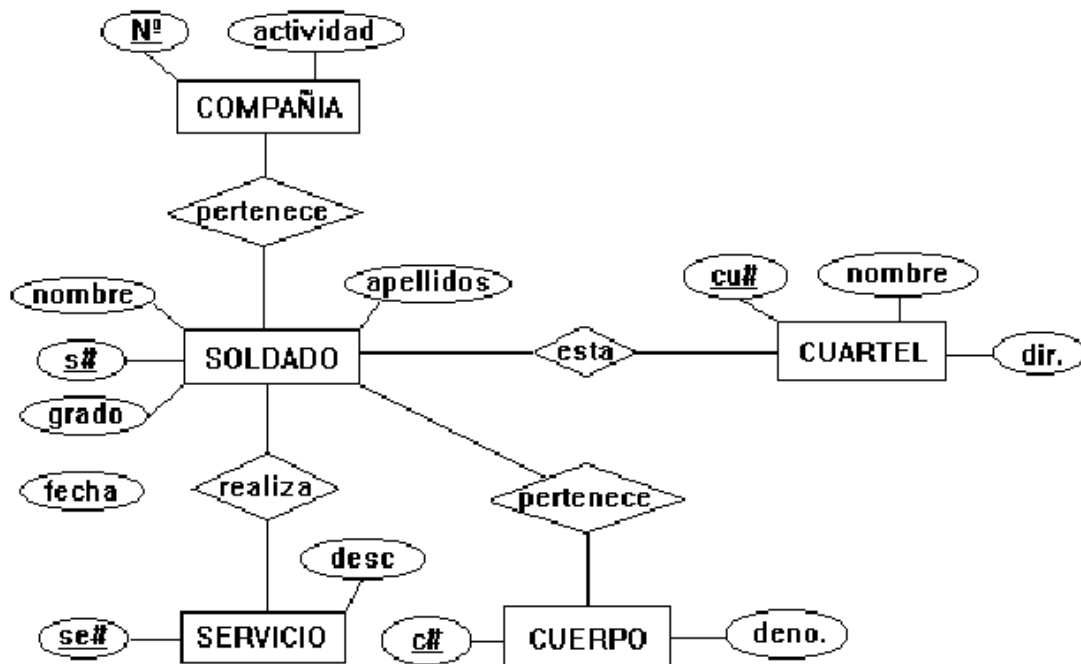 Nº
actividad
COMPAÑIA
pertenece
nombre
apellidos
cu#
nombre
s#
SOLDADO
esta
CUARTEL
dir.
grado
fecha
realiza
pertenece
desc
se#
SERVICIO
c#
CUERPO
deno.